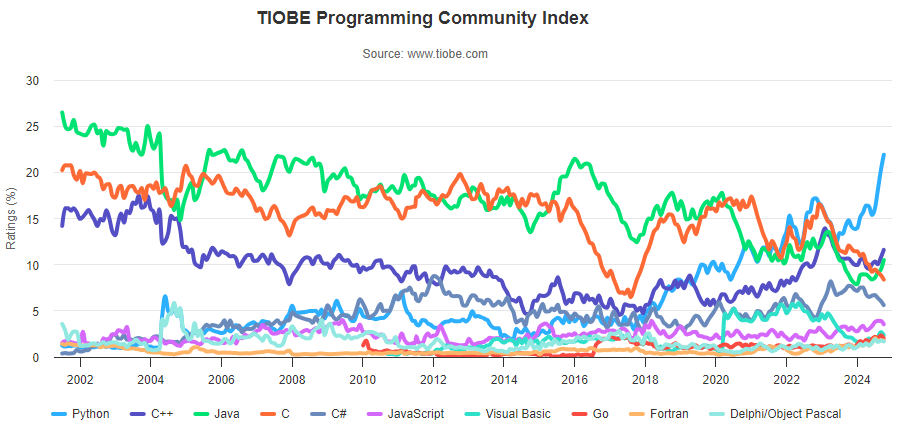 TIOBE Programming Community Index
Source: www.tiobe.com
Ratings (%)
30
25
20
15
10
5
0
2002 2004 2006 2008 2010 2012 2014 2016 2018 2020 2022 2024
Python C++ Java C C# JavaScript Visual Basic Go Fortran Delphi/Object Pascal